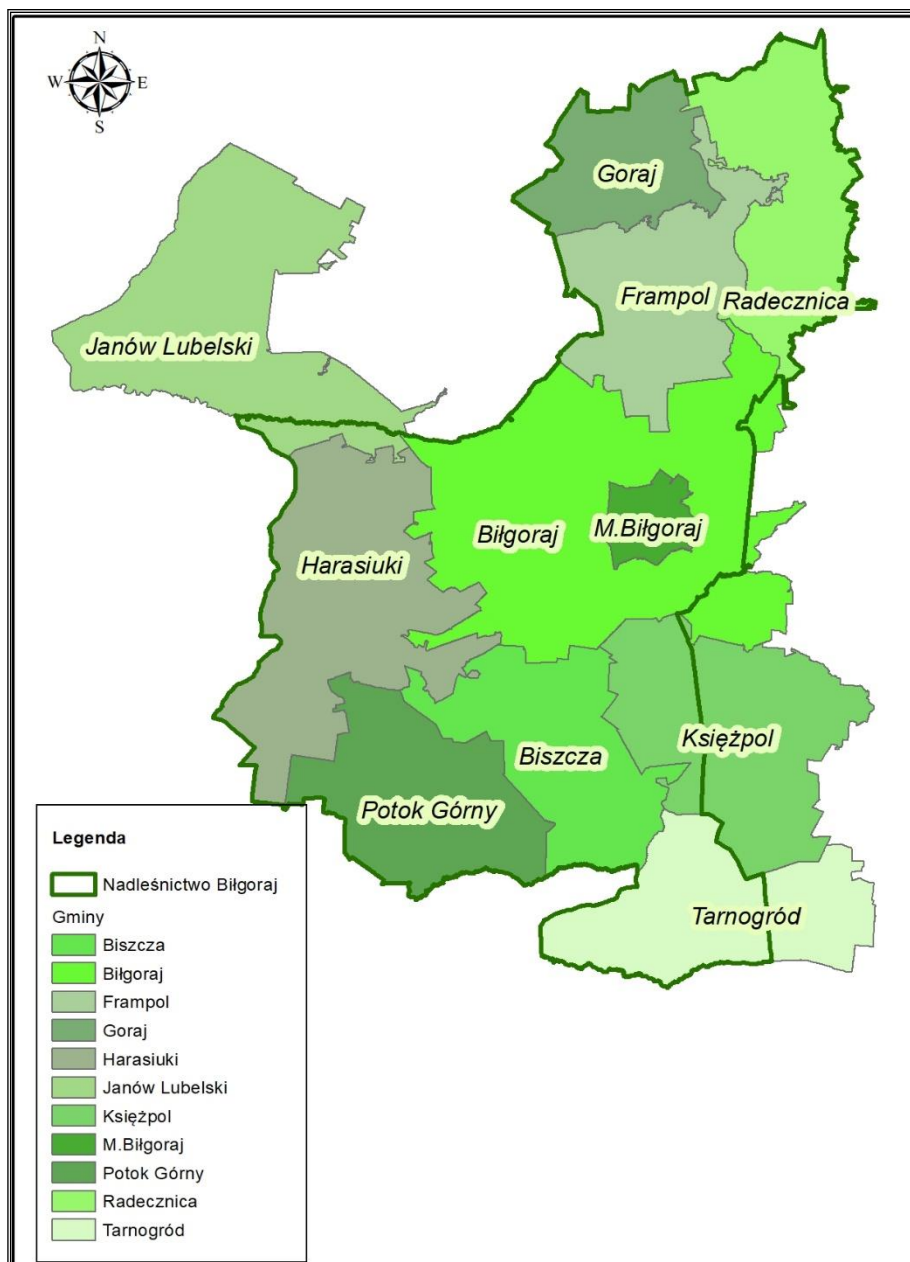 N
W E
S
Goraj
Frampol
Radecznica
Janów Lubelski
Biłgoraj
M.Biłgoraj
Harasiuki
Księżpol
Biszcza
Potok Górny
Tarnogród
Legenda
Nadleśnictwo Biłgoraj
Gminy
Biszcza
Biłgoraj
Frampol
Goraj
Harasiuki
Janów Lubelski
Księżpol
M.Biłgoraj
Potok Górny
Radecznica
Tarnogród